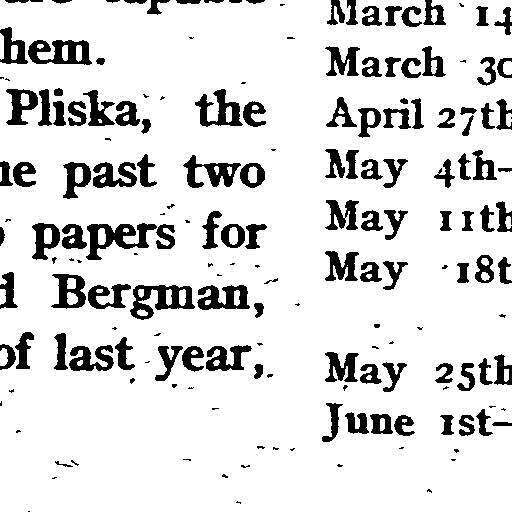 them.
Pliska, the
past two
papers for
Bergman,
of last year,
March 14
March 30
April 27th
May 4th–
May 11th
May 18t
May 25th
June 1st–